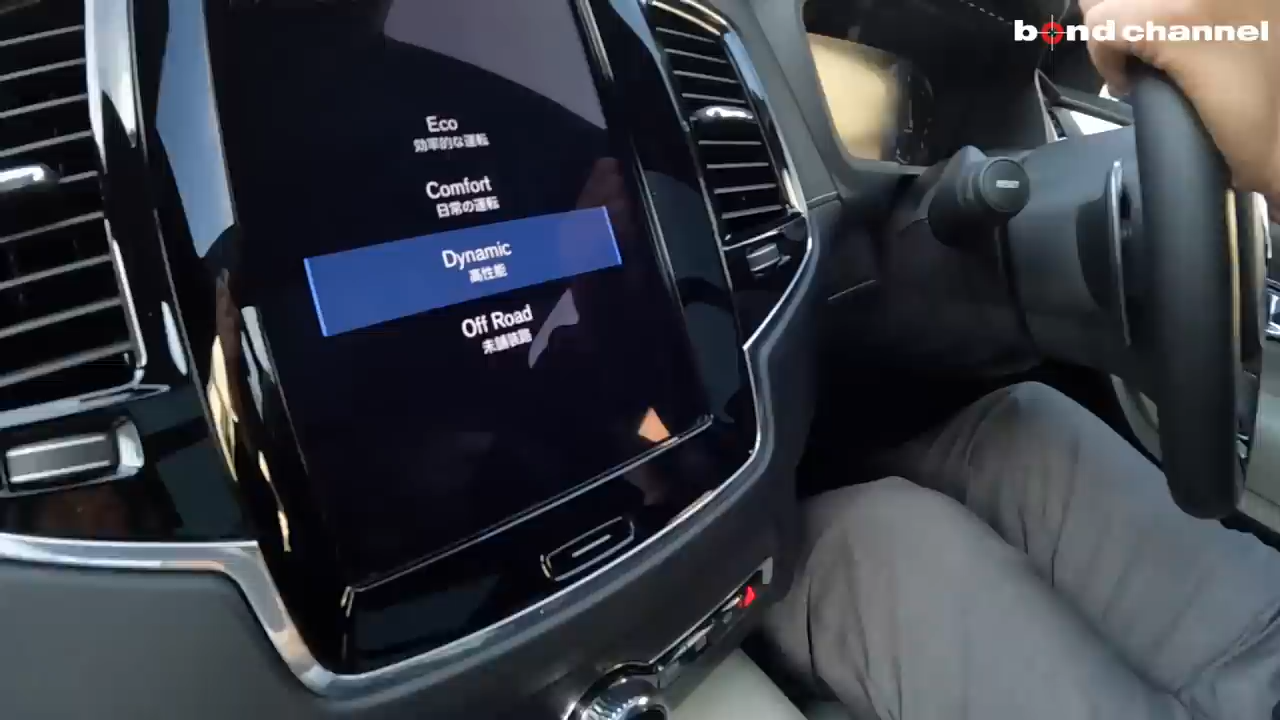 bond channel
Eco
効率的な運転
Comfort
日常の運転
Dynamic
高性能
Off Road
未舗装路